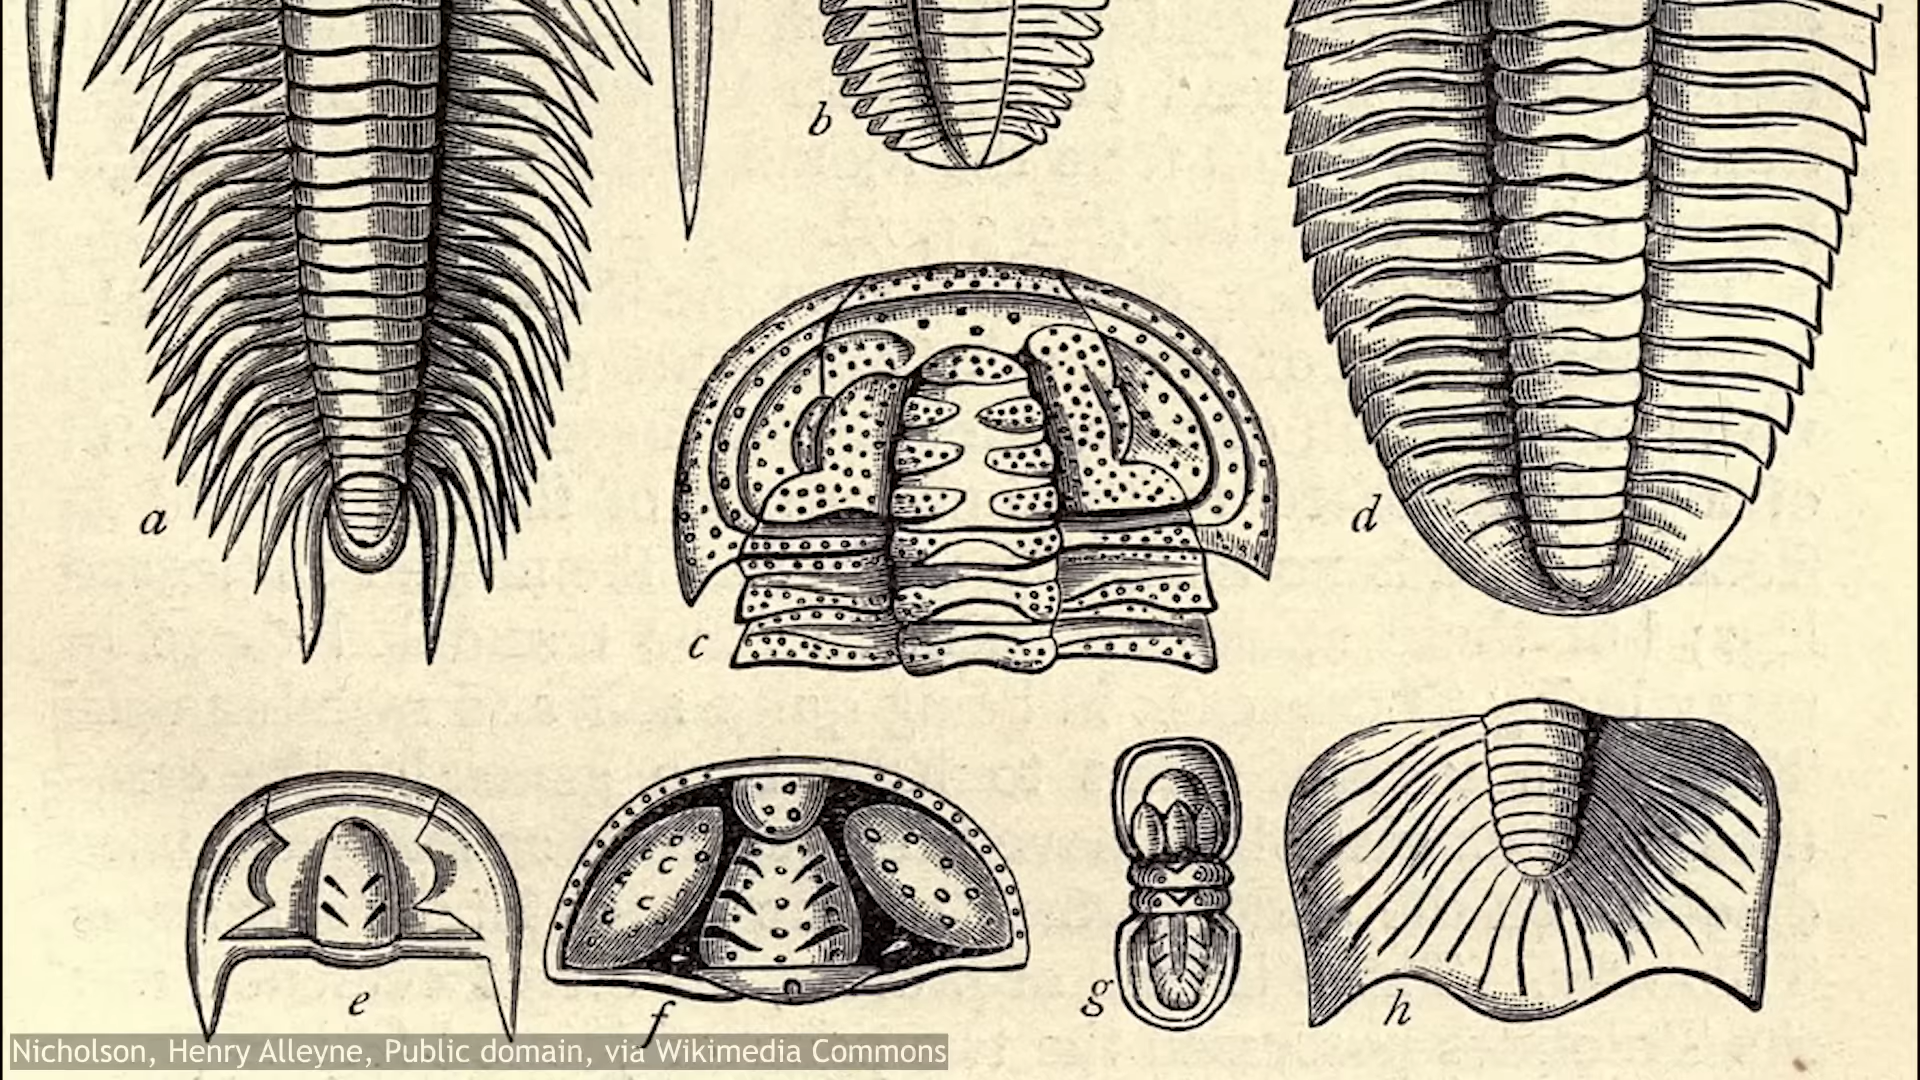 b
a
d
c
e
f
g
h
Nicholson, Henry Alleyne, Public domain, via Wikimedia Commons